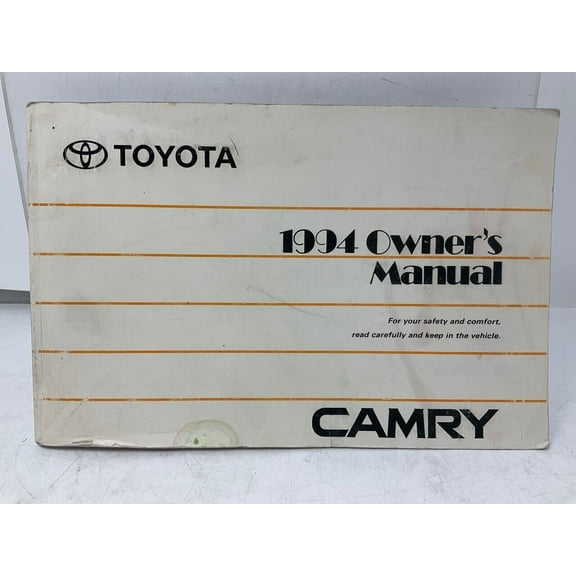 TOYOTA
1994 Owner's
Manual
For your safety and comfort,
read carefully and keep in the vehicle.
CAMRY